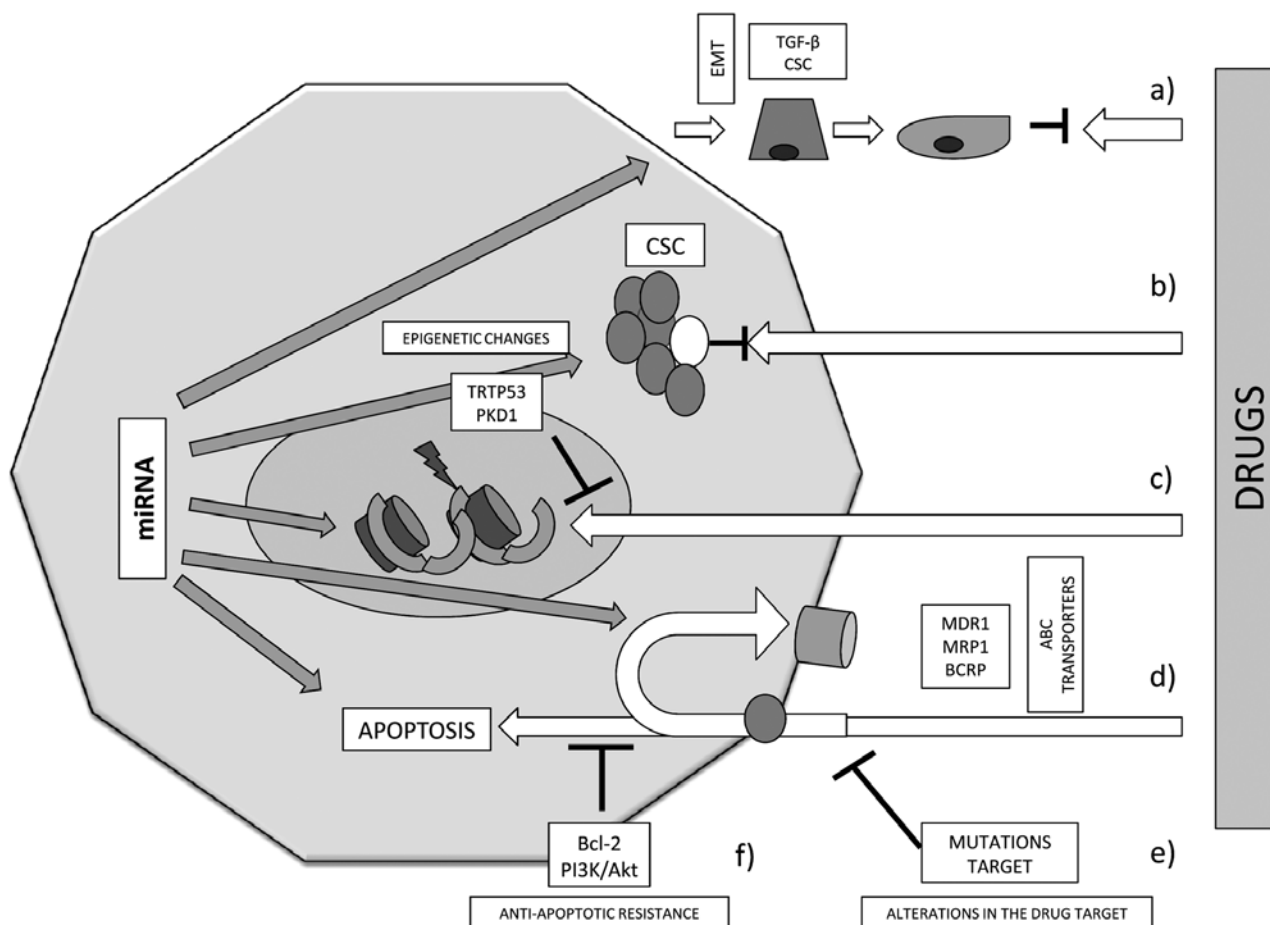 EMT
TGF-β
CSC
a)
CSC
b)
EPIGENETIC CHANGES
TRTP53
PKD1
miRNA
c)
DRUGS
MDR1
MRP1
BCRP
ABC
TRANSPORTERS
d)
APOPTOSIS
Bcl-2
PI3K/Akt
f)
MUTATIONS
TARGET
e)
ANTI-APOPTOTIC RESISTANCE
ALTERATIONS IN THE DRUG TARGET